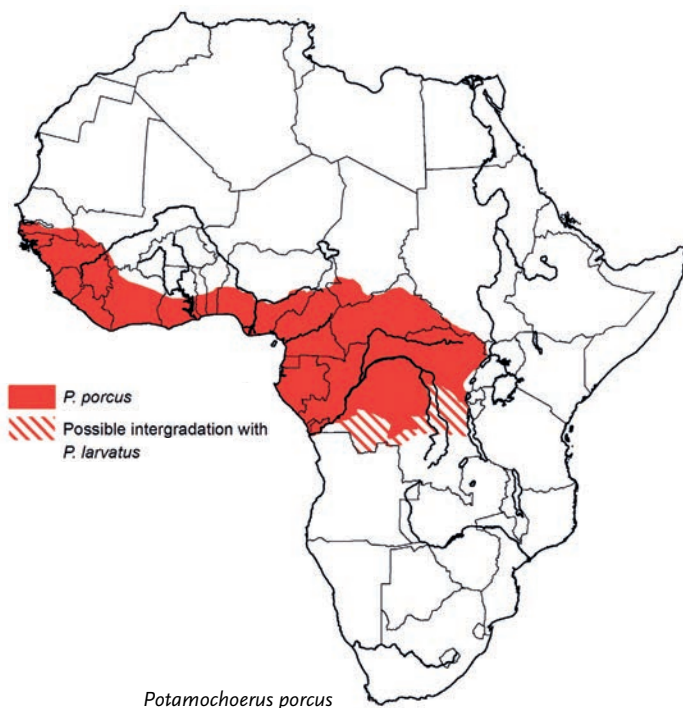 P. porcus
Possible intergradation with
P. larvatus
Potamochoerus porcus